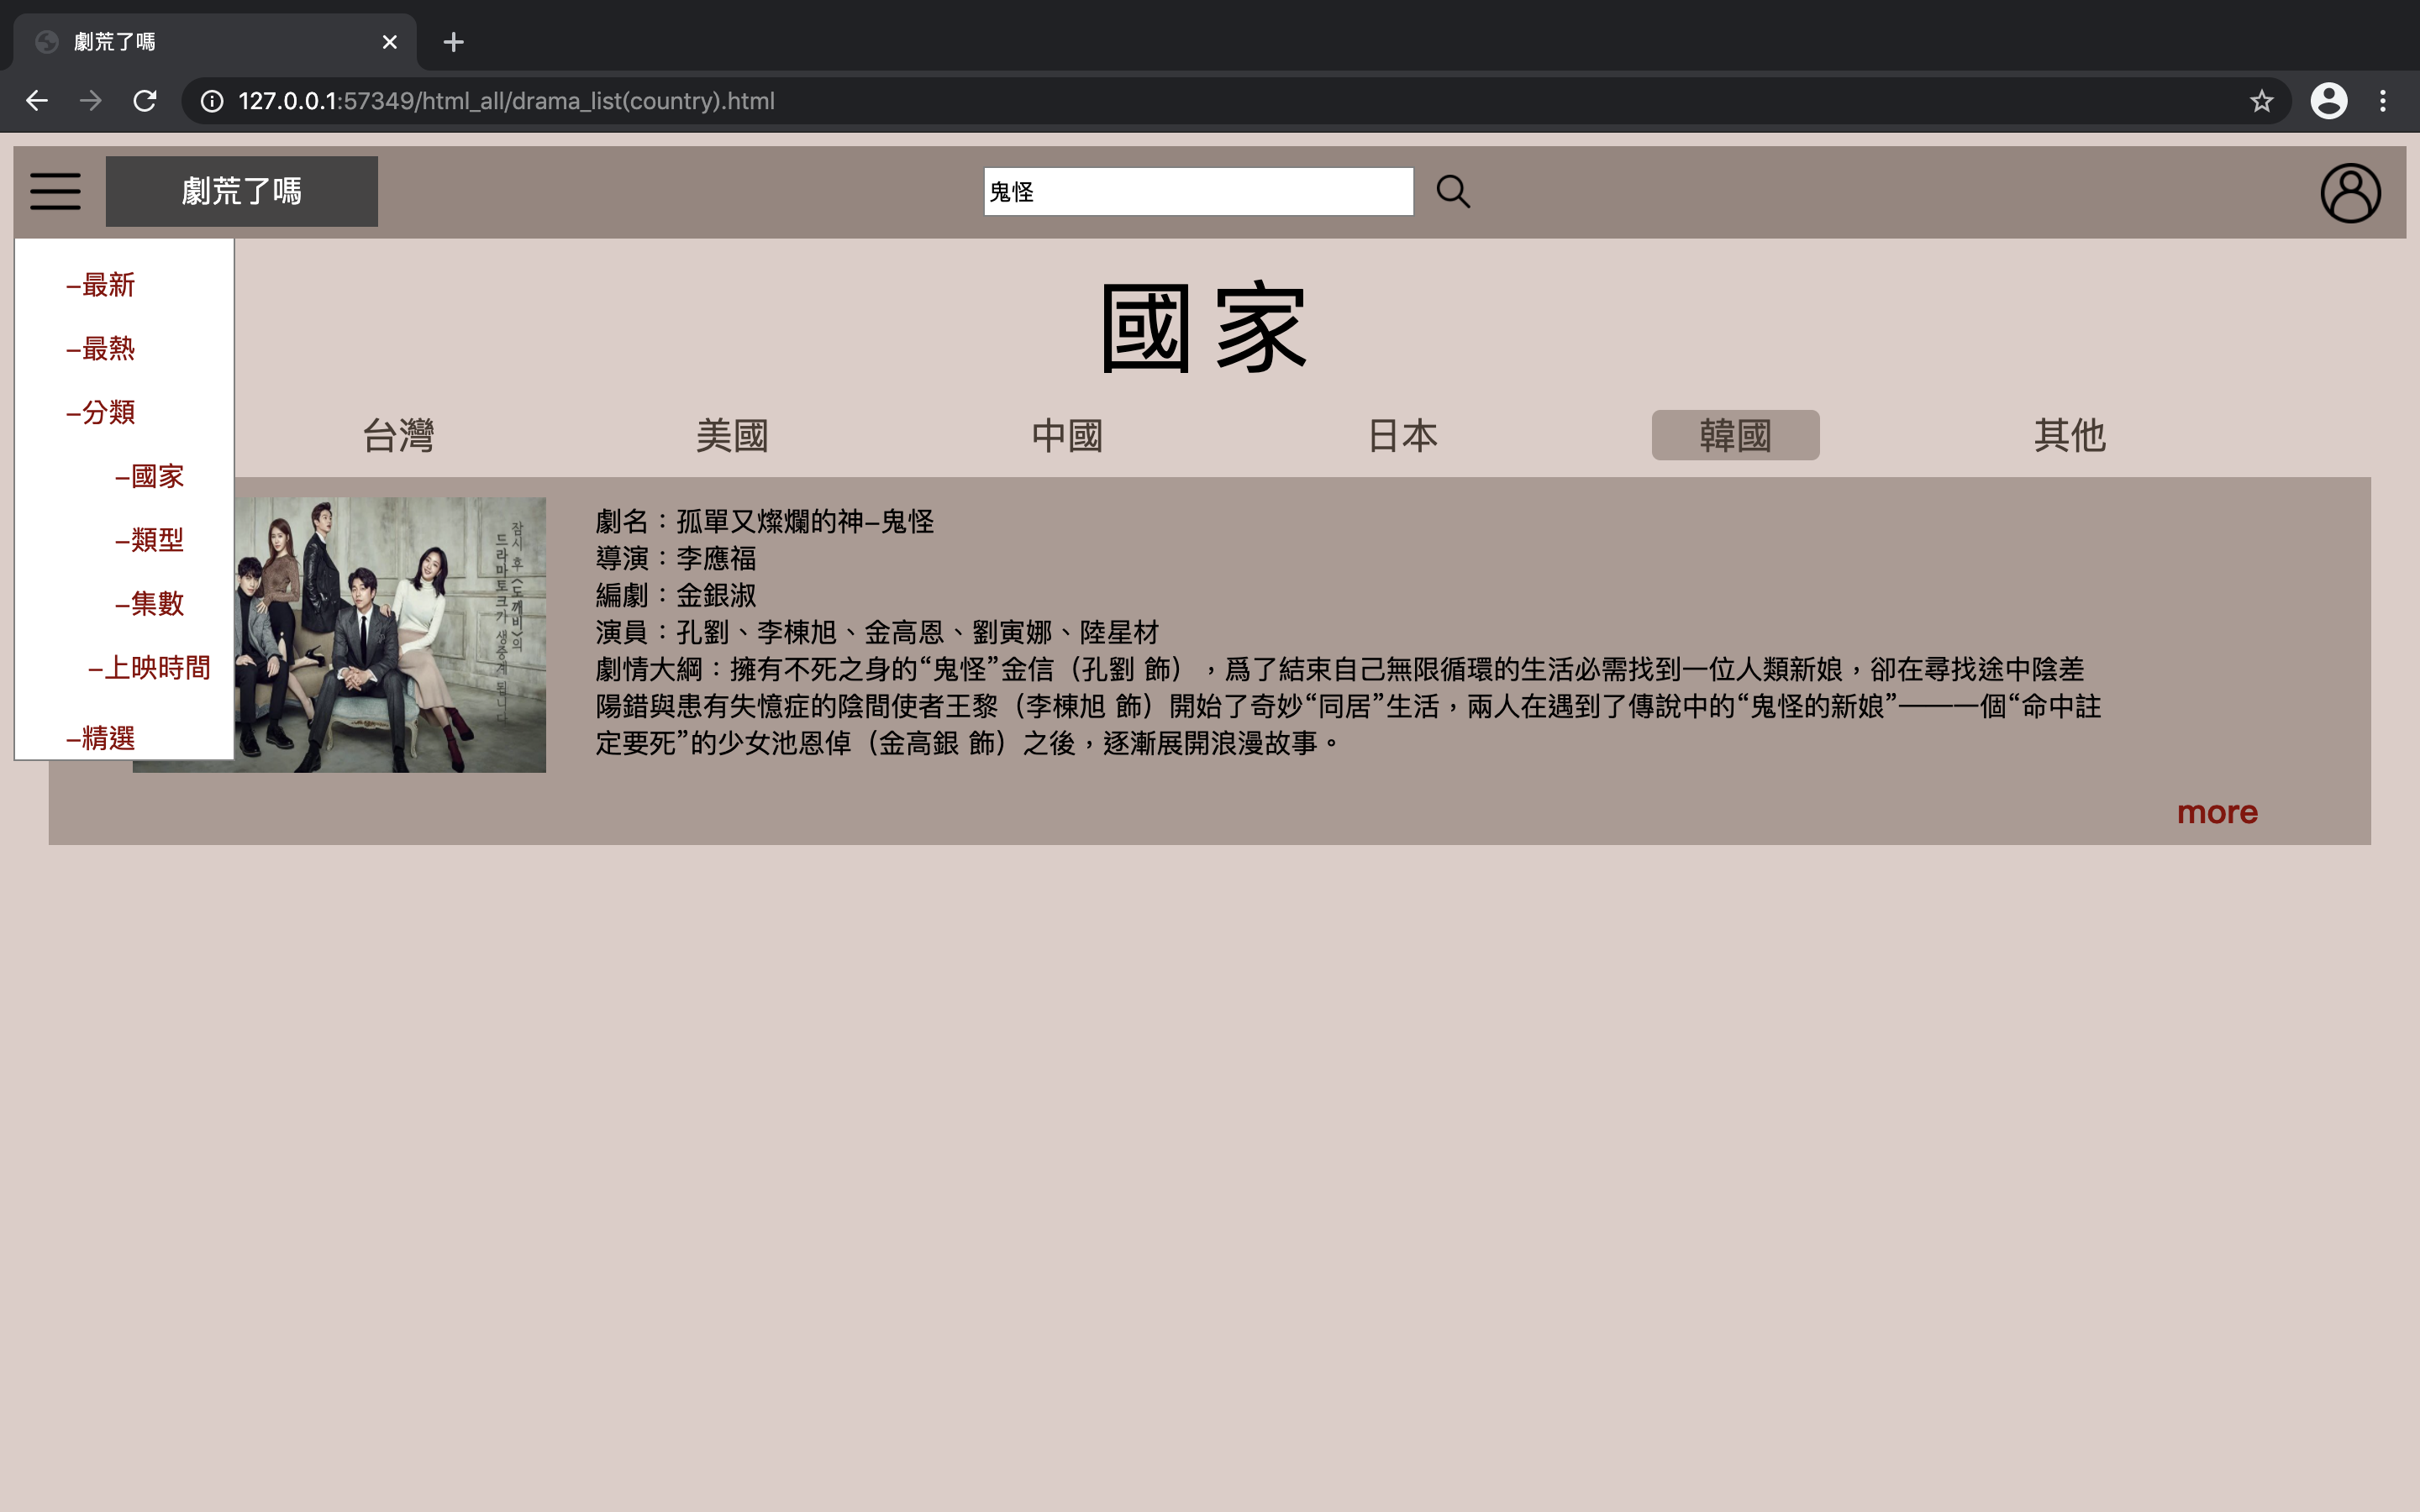 劇荒了嗎
127.0.0.1:57349/html_all/drama_list(country).html
劇荒了嗎
鬼怪
–最新
–最熱
–分類
–國家
–類型
–集數
–上映時間
–精選
國家
台灣
美國
中國
日本
韓國
其他
잠시 후 <도깨비>의
드라마토크가 생중계 됩니다
劇名：孤單又燦爛的神–鬼怪
導演：李應福
編劇：金銀淑
演員：孔劉、李棟旭、金高恩、劉寅娜、陸星材
劇情大綱：擁有不死之身的“鬼怪”金信（孔劉 飾），爲了結束自己無限循環的生活必需找到一位人類新娘，卻在尋找途中陰差
陽錯與患有失憶症的陰間使者王黎（李棟旭 飾）開始了奇妙“同居”生活，兩人在遇到了傳說中的“鬼怪的新娘”——一個“命中註
定要死”的少女池恩倬（金高銀 飾）之後，逐漸展開浪漫故事。
more